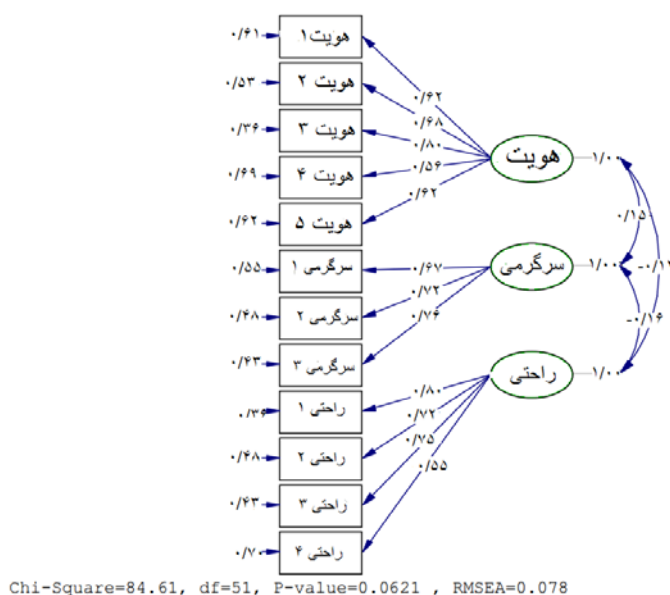 ۰/۶۱ هویت۱
۰/۵۳ هویت ۲
۰/۳۶ هویت ۳
۰/۶۹ هویت ۴
۰/۶۲ هویت ۵
۰/۵۵ سرگرمی ۱
۰/۴۸ سرگرمی ۲
۰/۴۳ سرگرمی ۳
۰/۳۶ راحتی ۱
۰/۴۸ راحتی ۲
۰/۴۳ راحتی ۳
۰/۷۰ راحتی ۴
۰/۶۲
۰/۶۸
۰/۸۰
۰/۵۶
۰/۶۲
۰/۶۷
۰/۷۲
۰/۷۶
۰/۸۰
۰/۷۲
۰/۷۵
۰/۵۵
هویت ۱/۰۰
سرگرمی ۱/۰۰
راحتی ۱/۰۰
۰/۱۵
-۰/۱۶
Chi-Square=84.61, df=51, P-value=0.0621 , RMSEA=0.078